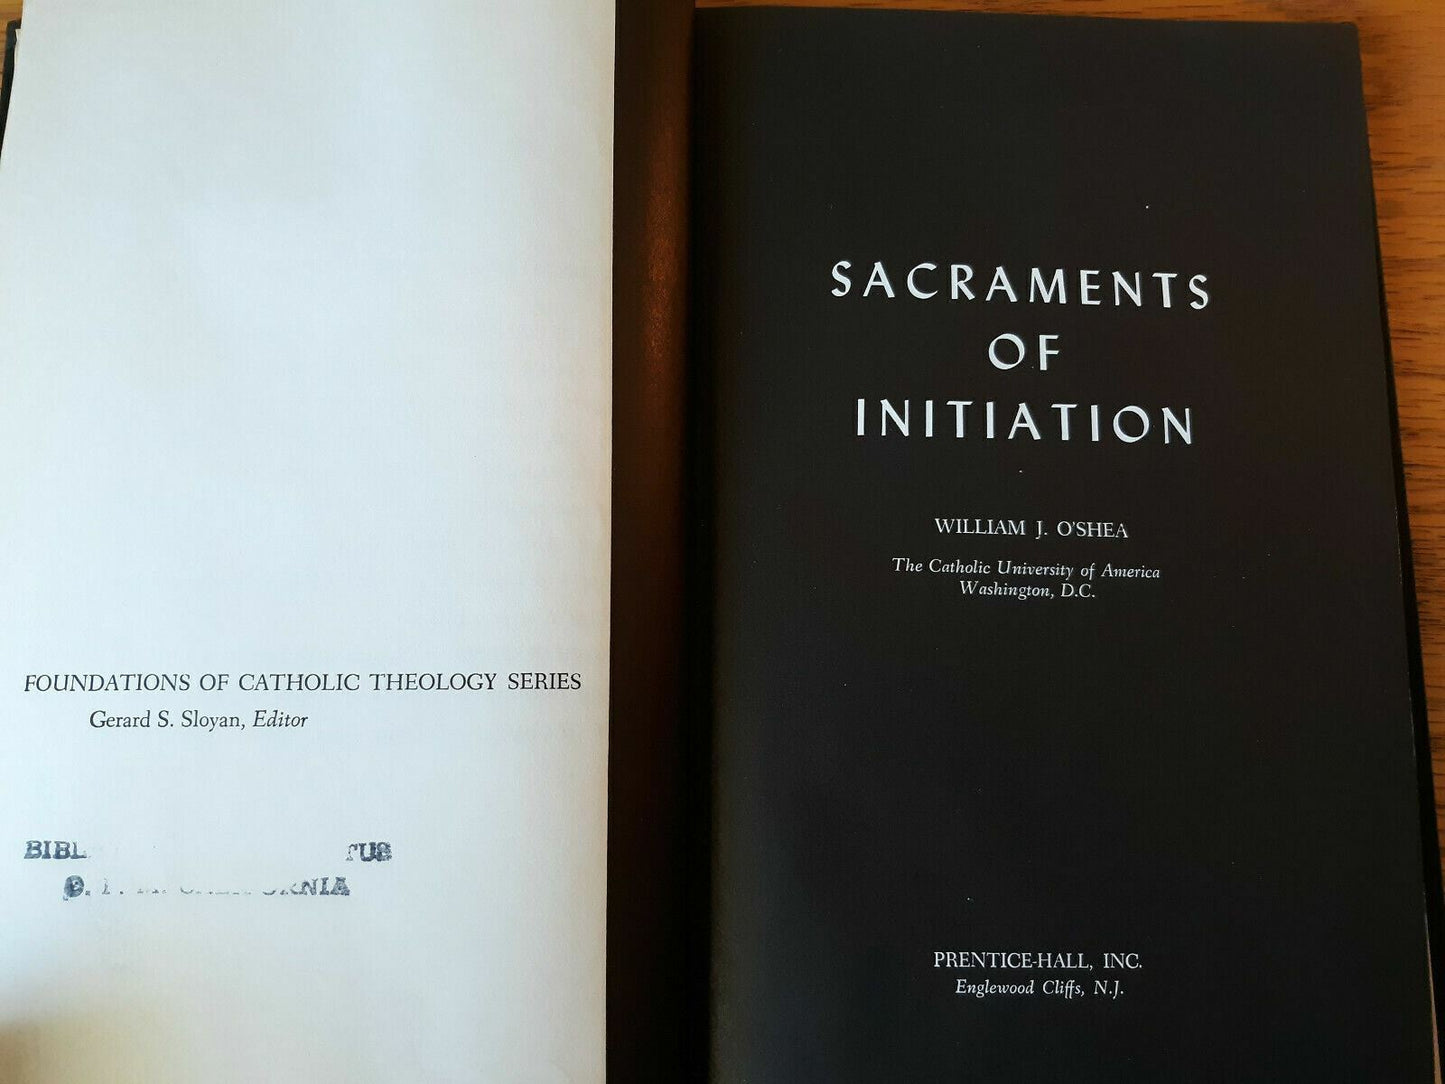 FOUNDATIONS OF CATHOLIC THEOLOGY SERIES
Gerard S. Sloyan, Editor
SACRAMENTS
OF
INITIATION
WILLIAM J. O'SHEA
The Catholic University of America
Washington, D.C.
PRENTICE-HALL, INC.
Englewood Cliffs, N.J.